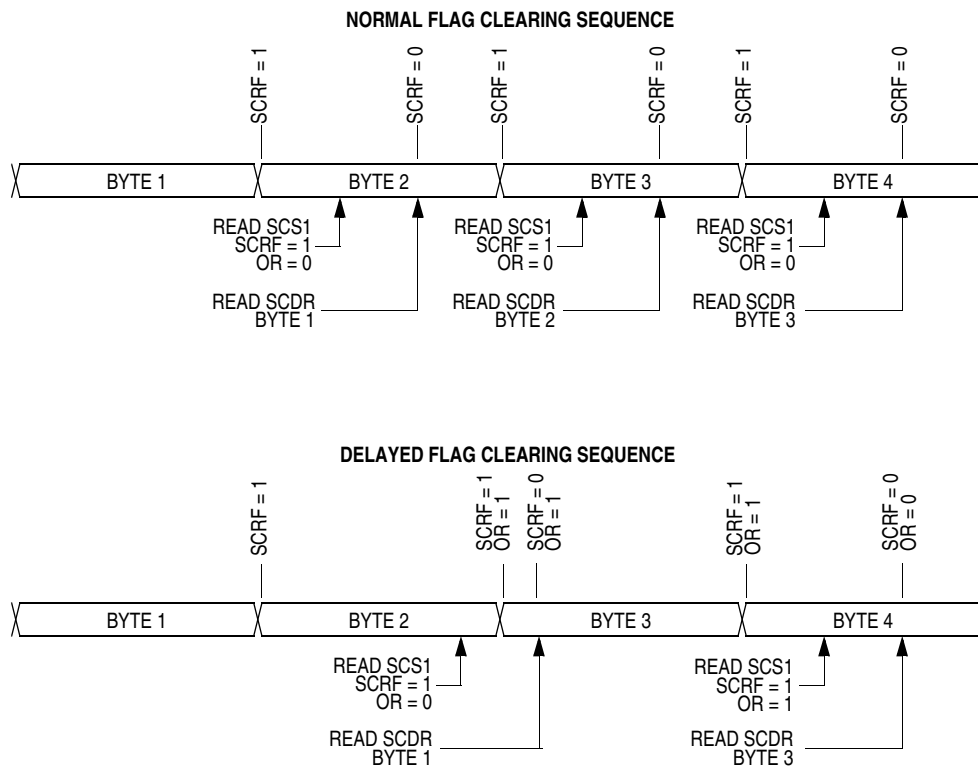 NORMAL FLAG CLEARING SEQUENCE
SCRF = 1
SCRF = 0
SCRF = 1
SCRF = 0
SCRF = 1
SCRF = 0
BYTE 1
BYTE 2
BYTE 3
BYTE 4
READ SCS1
SCRF = 1
OR = 0
READ SCS1
SCRF = 1
OR = 0
READ SCS1
SCRF = 1
OR = 0
READ SCDR
BYTE 1
READ SCDR
BYTE 2
READ SCDR
BYTE 3
DELAYED FLAG CLEARING SEQUENCE
SCRF = 1
SCRF = 1
OR = 1
SCRF = 0
OR = 1
SCRF = 1
OR = 1
SCRF = 0
OR = 0
BYTE 1
BYTE 2
BYTE 3
BYTE 4
READ SCS1
SCRF = 1
OR = 0
READ SCS1
SCRF = 1
OR = 1
READ SCDR
BYTE 1
READ SCDR
BYTE 3